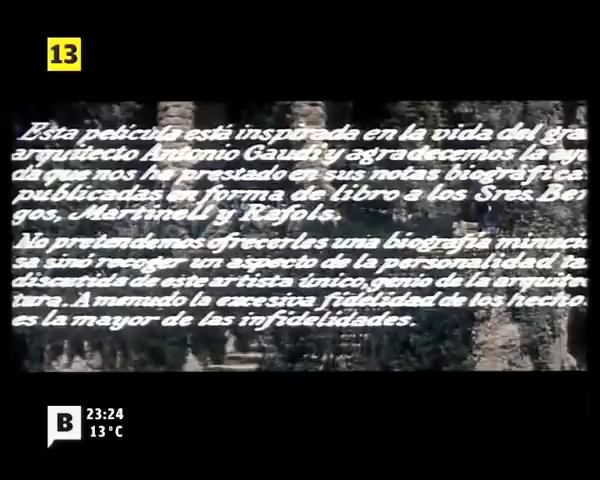 13
Esta película está inspirada en la vida del gra
arquitecto Antonio Gaudí y agradecemos la ayu
da que nos ha prestado en sus notas biográfica
publicadas en forma de libro a los Sres. Ber
gos, Martinell y Rafols.
No pretendemos ofrecerles una biografía minucio
sa sinó recoger un aspecto de la personalidad ta
discutida de este artista único, genio de la arquitec
tura. A menudo la excesiva fidelidad de los hecho
es la mayor de las infidelidades.
B
23:24
13°C